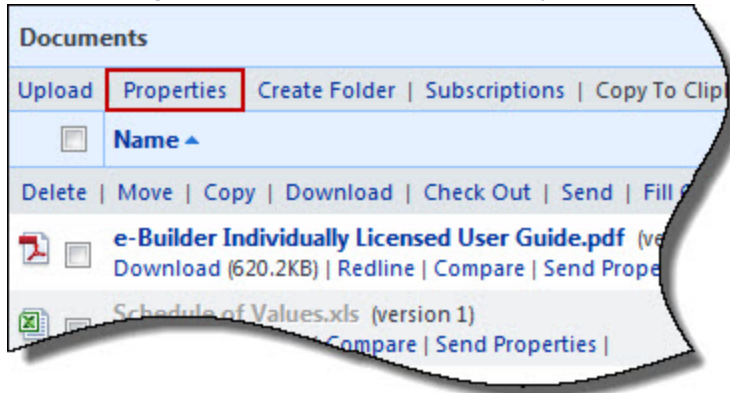 Documents
Upload Properties Create Folder | Subscriptions | Copy To
Name
Delete | Move | Copy | Download | Check Out | Send | Fill
e-Builder Individually Licensed User Guide.pdf
Download (620.2KB) | Redline | Compare | Send
Schedule of Values.xls (version 1)
Compare | Send Properties |